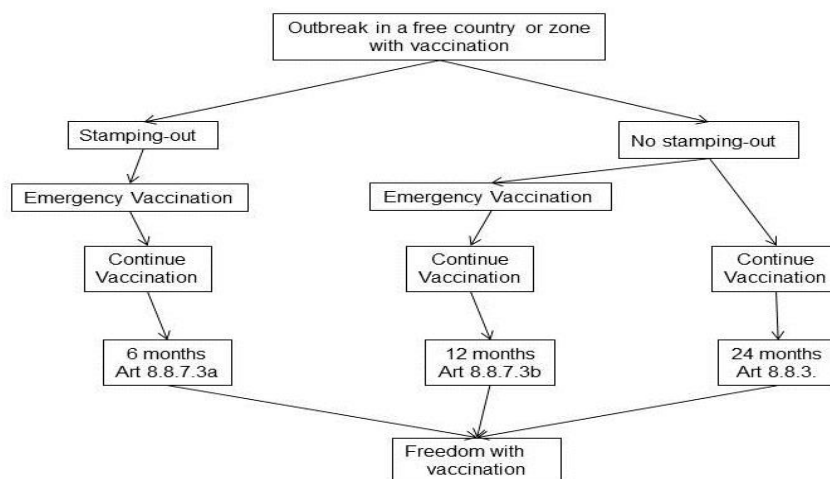 Outbreak in a free country or zone
with vaccination
Stamping-out
No stamping-out
Emergency Vaccination
Emergency Vaccination
Continue
Vaccination
Continue
Vaccination
Continue
Vaccination
6 months
Art 8.8.7.3a
12 months
Art 8.8.7.3b
24 months
Art 8.8.3.
Freedom with
vaccination